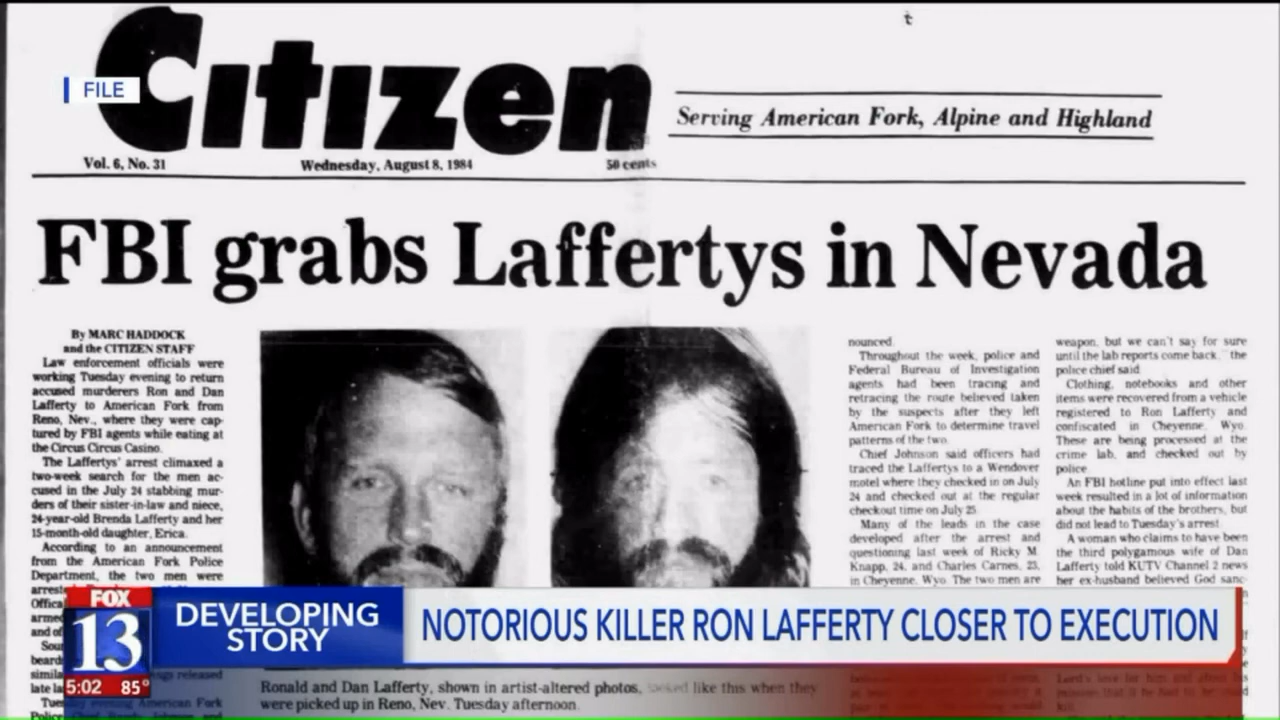 FILE
Citizen
Serving American Fork, Alpine and Highland
Vol. 6, No. 31
Wednesday, August 8, 1984
50 cents
FBI grabs Laffertys in Nevada
By MARC HADDOCK
and the CITIZEN STAFF
Law enforcement officials were
working Tuesday evening to return
accused murderers Ron and Dan
Lafferty to American Fork from
Reno, Nev., where they were cap-
tured by FBI agents while eating at
the Circus Circus Casino.
The Laffertys' arrest climaxed a
two-week search for the men ac-
cused in the July 24 stabbing mur-
ders of their sister-in-law and niece,
24-year-old Brenda Lafferty and her
15-month-old daughter, Erica.
According to an announcement
from the American Fork Police
Department, the two men were
nounced.
Throughout the week, police and
Federal Bureau of Investigation
agents had been tracing and
retracing the route believed taken
by the suspects after they left
American Fork to determine travel
patterns of the two.
Chief Johnson said officers had
traced the Laffertys to a Wendover
motel where they checked in on July
24 and checked out at the regular
checkout time on July 25.
Many of the leads in the case
developed after the arrest and
questioning last week of Ricky M.
Knapp, 24, and Charles Carnes, 23,
in Cheyenne, Wyo. The two men are
weapon, but we can't say for sure
until the lab reports come back," the
police chief said.
Clothing, notebooks and other
items were recovered from a vehicle
registered to Ron Lafferty and
confiscated in Cheyenne, Wyo.
These are being processed at the
crime lab, and checked out by
police.
An FBI hotline put into effect last
week resulted in a lot of information
about the habits of the brothers, but
did not lead to Tuesday's arrest.
A woman who claims to have been
the third polygamous wife of Dan
Lafferty told KUTV Channel 2 news
her ex-husband believed God sanc-
Ronald and Dan Lafferty, shown in artist-altered photos, looked like this when they
were picked up in Reno, Nev. Tuesday afternoon.
FOX
13
5:02 85°
DEVELOPING
STORY
NOTORIOUS KILLER RON LAFFERTY CLOSER TO EXECUTION